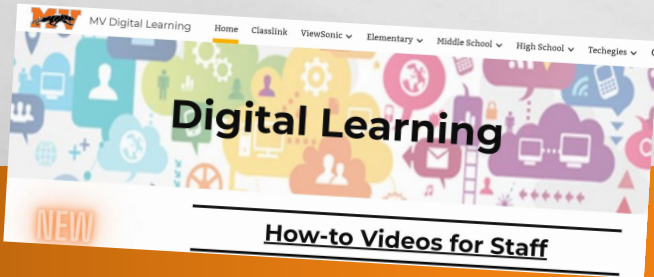 MV
MV Digital Learning Home Classlink ViewSonic Elementary Middle School High School Techegies
Digital Learning
NEW
How-to Videos for Staff